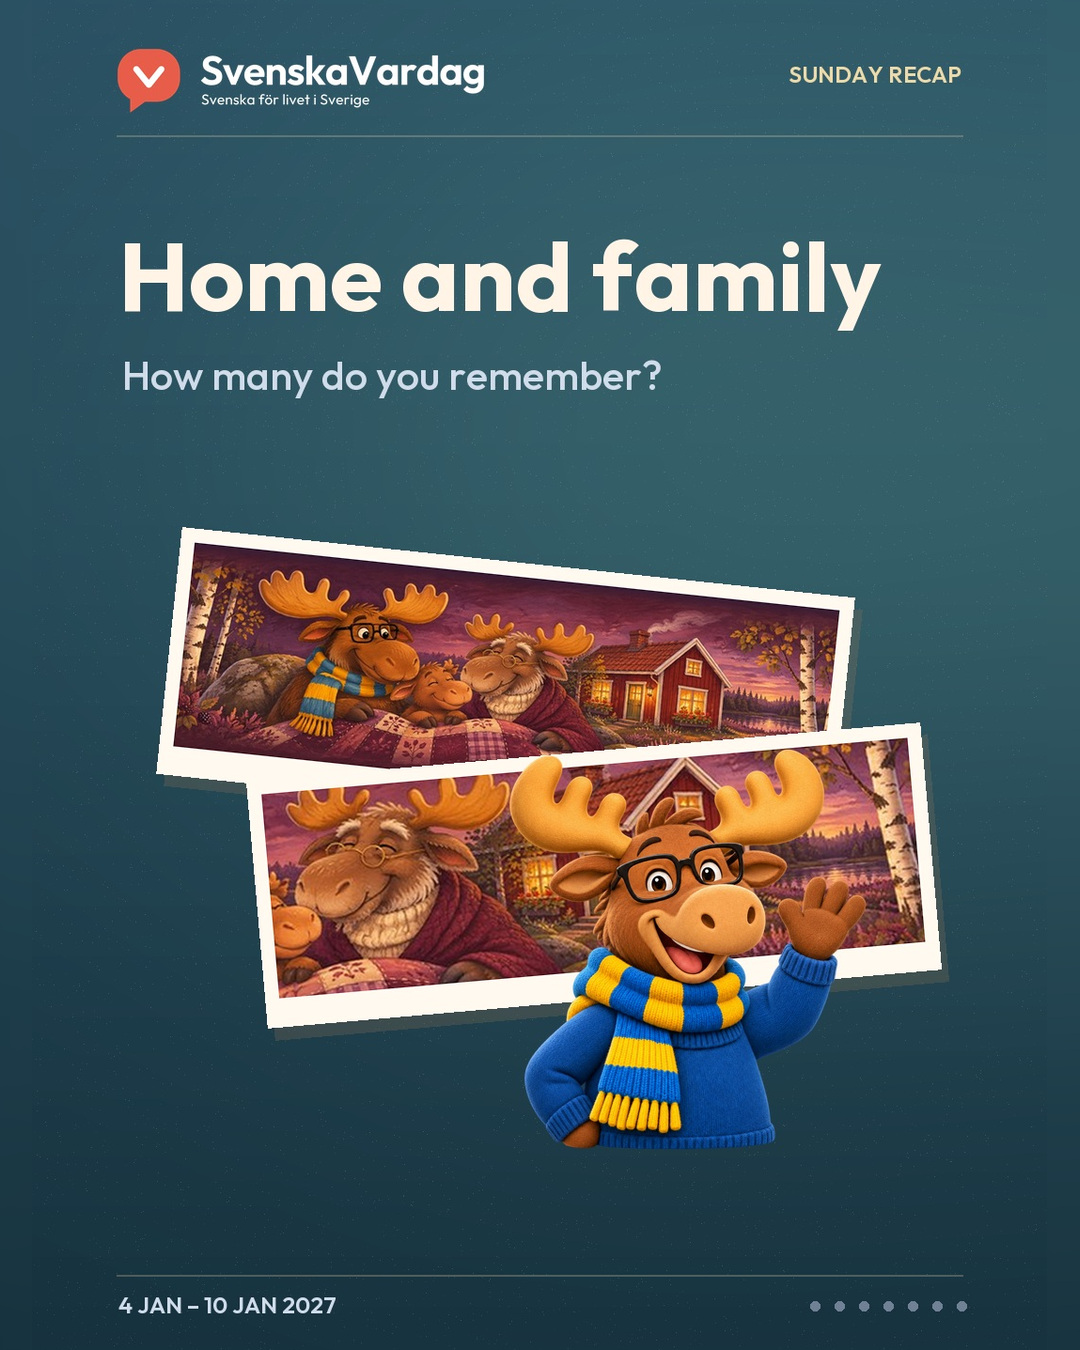 SvenskaVardag
Svenska för livet i Sverige
SUNDAY RECAP
Home and family
How many do you remember?
4 JAN – 10 JAN 2027